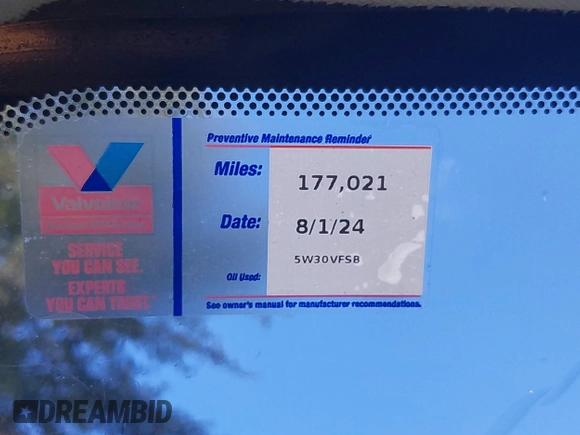 Preventive Maintenance Reminder
Valvoline
Miles: 177,021
Date: 8/1/24
5W30VFSB
Oil Used:
SERVICE
YOU CAN SEE.
EXPERTS
YOU CAN TRUST.
See owner's manual for manufacturer recommendations.
DREAMBID